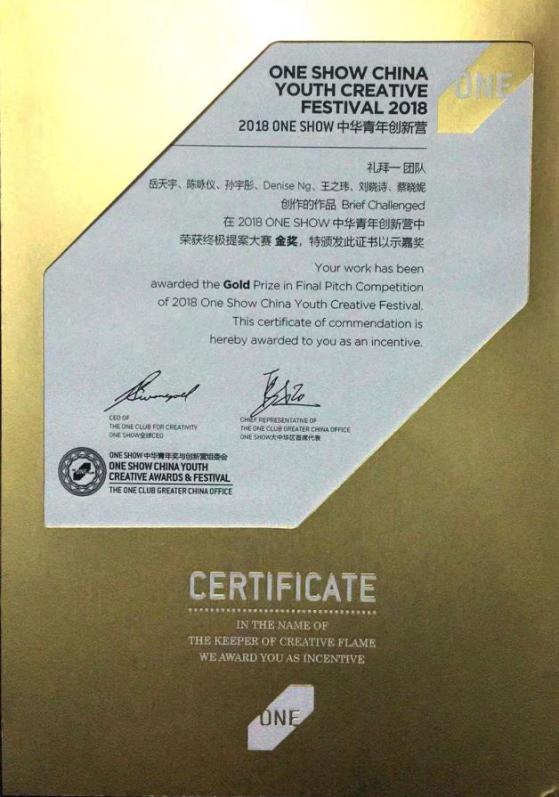 ONE SHOW CHINA
YOUTH CREATIVE
FESTIVAL 2018
2018 ONE SHOW 中华青年创新营
ONE
礼拜一 团队
岳天宇、陈咏仪、孙宇彤、Denise Ng、王之玮、刘晓诗、蔡晓妮
创作的作品 Brief Challenged
在 2018 ONE SHOW 中华青年创新营中
荣获终极提案大赛 金奖，特颁发此证书以示嘉奖
Your work has been
awarded the Gold Prize in Final Pitch Competition
of 2018 One Show China Youth Creative Festival.
This certificate of commendation is
hereby awarded to you as an incentive.
CEO OF
THE ONE CLUB FOR CREATIVITY
ONE SHOW全球CEO
CHIEF REPRESENTATIVE OF
THE ONE CLUB GREATER CHINA OFFICE
ONE SHOW大中华区首席代表
ONE SHOW 中华青年奖与创新营组委会
ONE SHOW CHINA YOUTH
CREATIVE AWARDS & FESTIVAL
THE ONE CLUB GREATER CHINA OFFICE
CERTIFICATE
IN THE NAME OF
THE KEEPER OF CREATIVE FLAME
WE AWARD YOU AS INCENTIVE
ONE